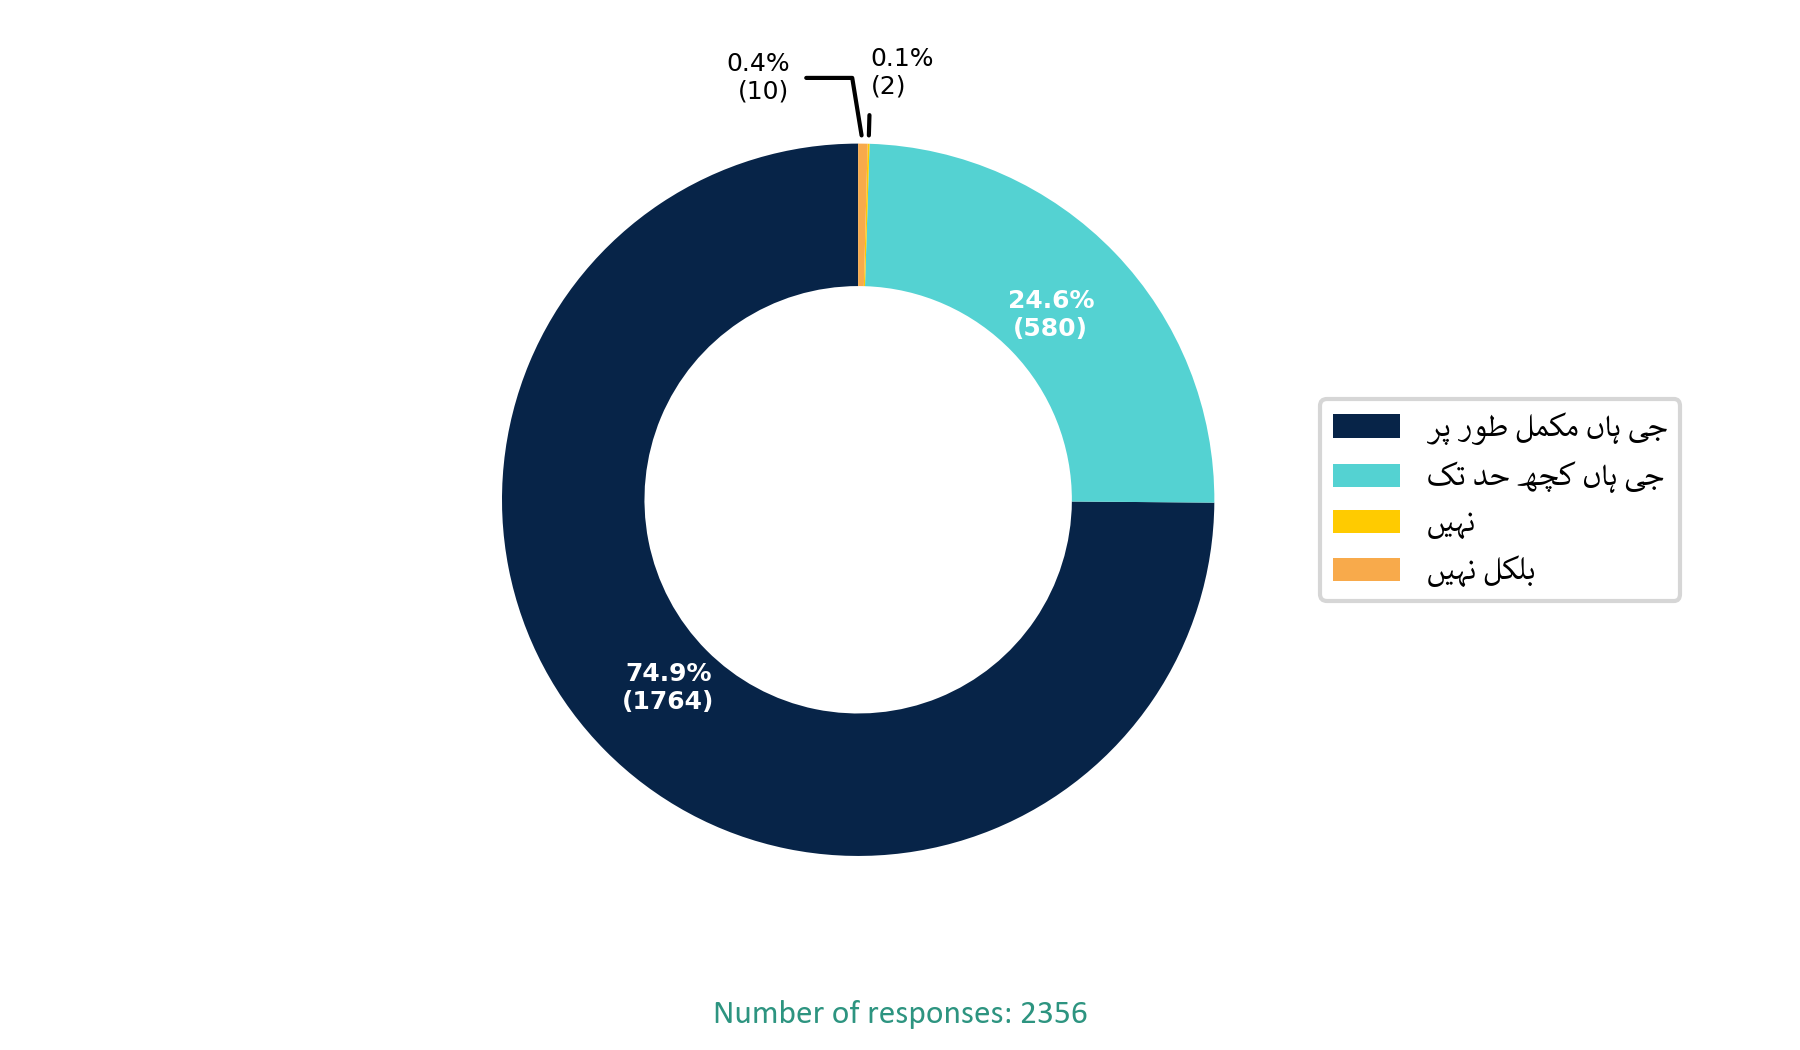 0.4%
(10)
0.1%
(2)
24.6%
(580)
74.9%
(1764)
جی ہاں مکمل طور پر
جی ہاں کچھ حد تک
نہیں
بلکل نہیں
Number of responses: 2356